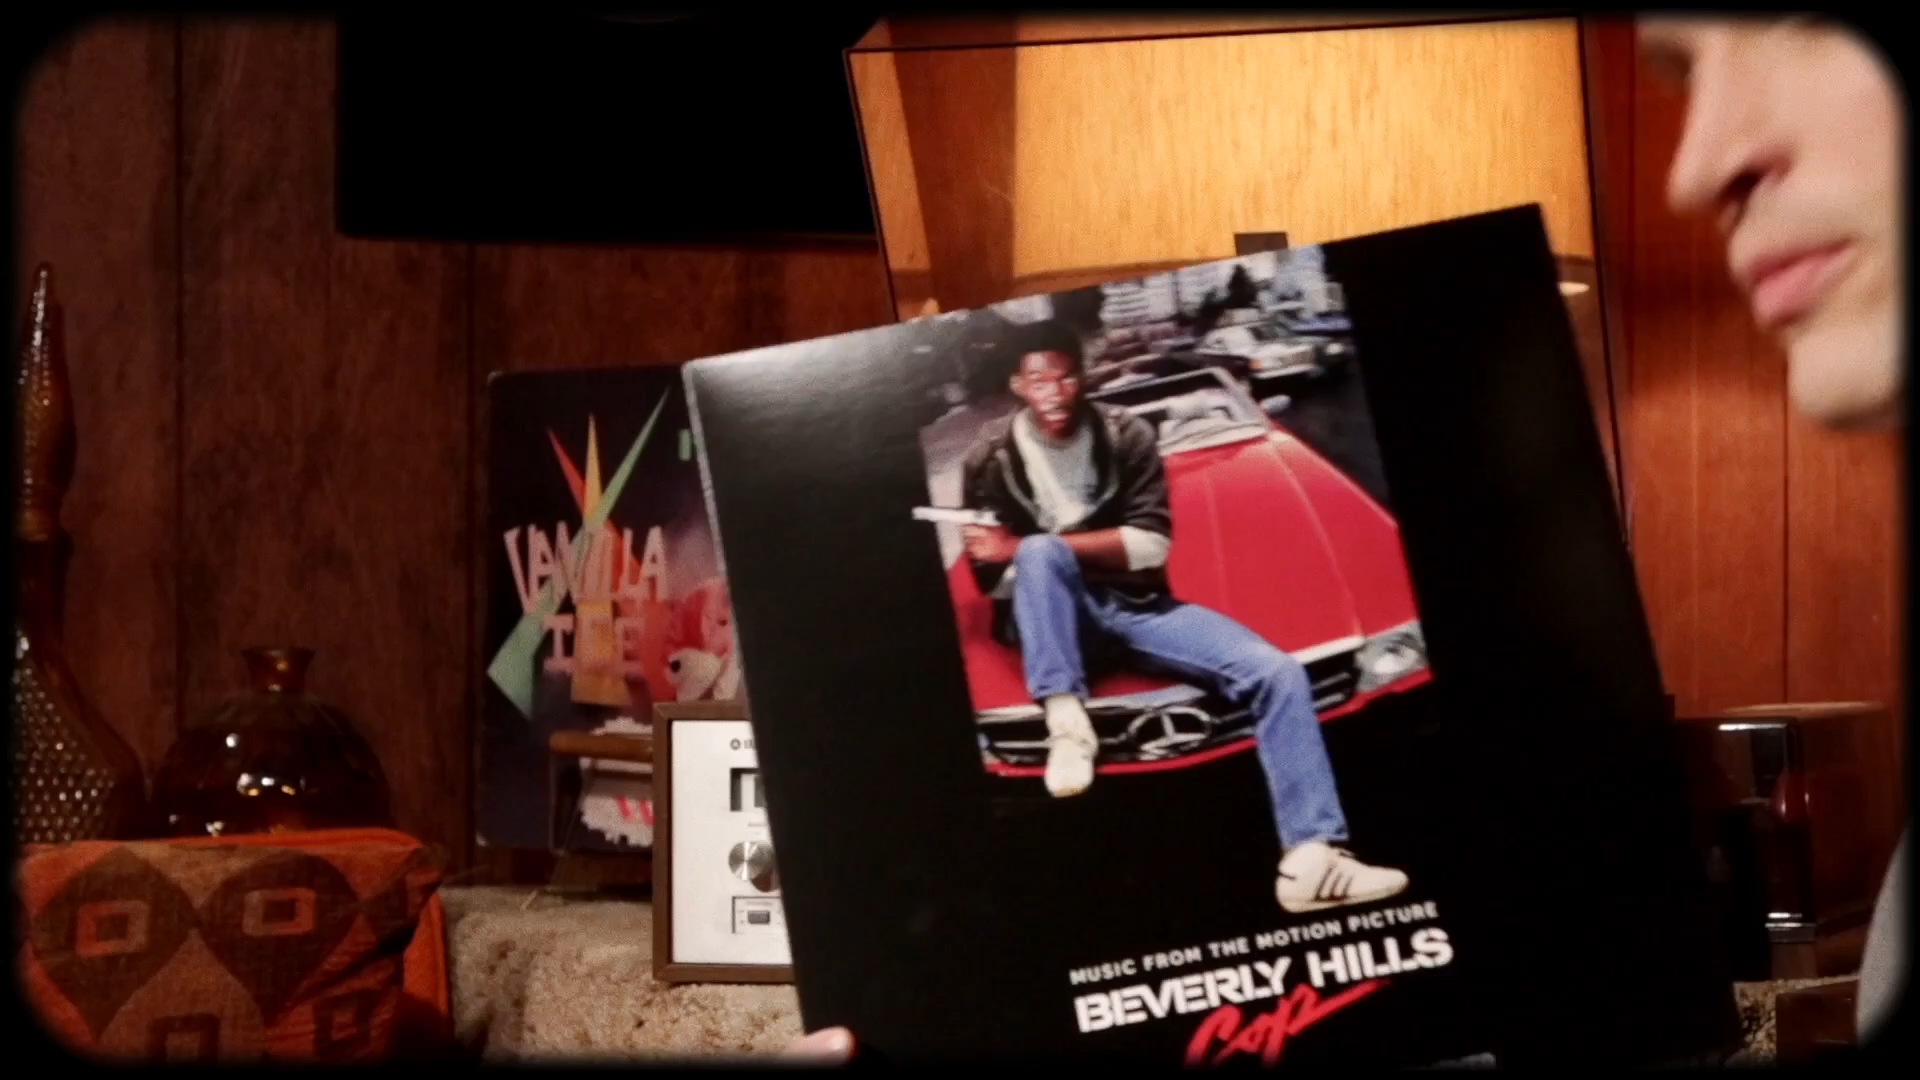 VANILLA
ICE
MUSIC FROM THE MOTION PICTURE
BEVERLY HILLS
Cop